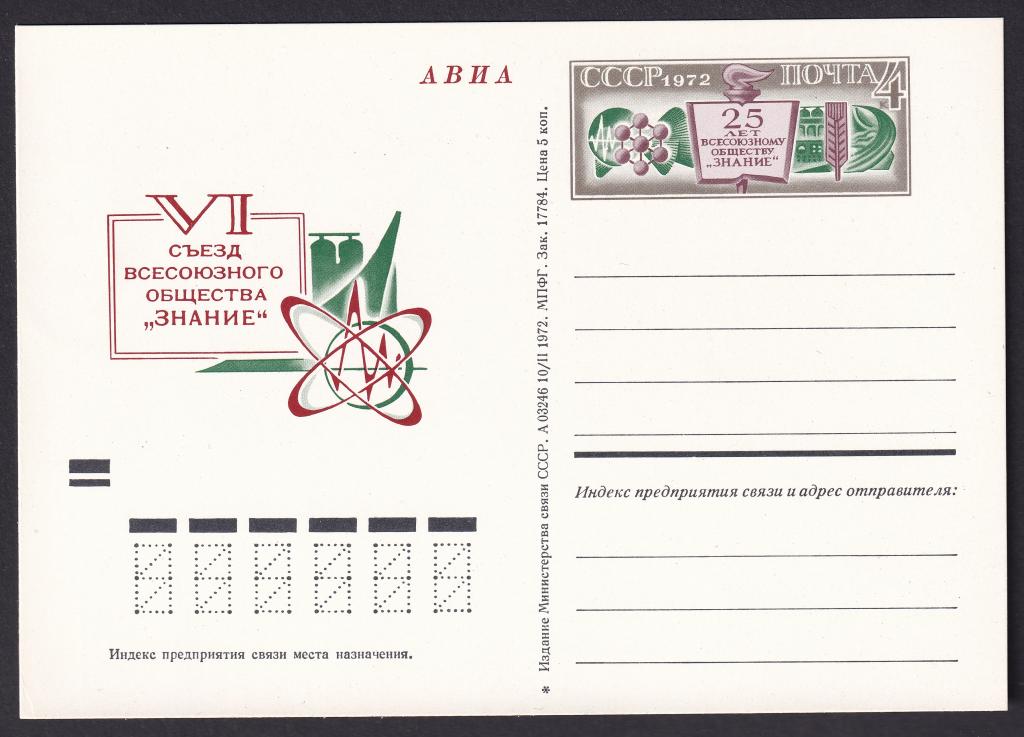 АВИА
VI
СЪЕЗД
ВСЕСОЮЗНОГО
ОБЩЕСТВА
„ЗНАНИЕ“
Индекс предприятия связи места назначения.
* Издание Министерства связи СССР. А 03246 10/II 1972. МПФГ. Зак. 17784. Цена 5 коп.
СССР 1972 ПОЧТА 4К
25
ЛЕТ
ВСЕСОЮЗНОМУ
ОБЩЕСТВУ
„ЗНАНИЕ“
Индекс предприятия связи и адрес отправителя: